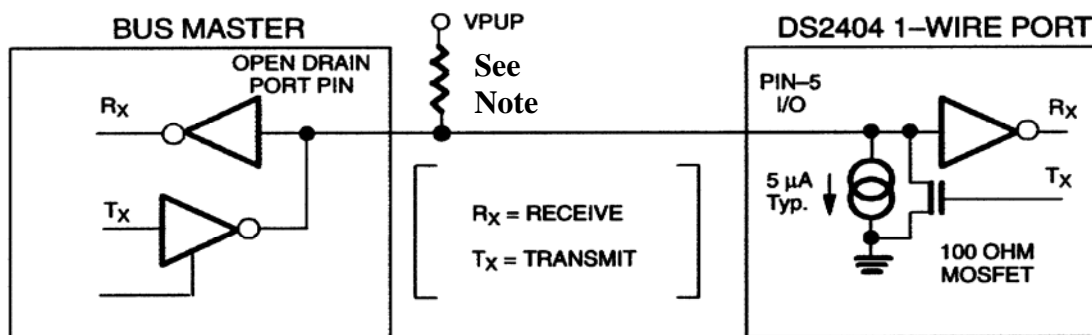 BUS MASTER
VPUP
DS2404 1–WIRE PORT
OPEN DRAIN
PORT PIN
See
Note
PIN–5
I/O
RX
RX
TX
5 μA
Typ.
TX
RX = RECEIVE
TX = TRANSMIT
100 OHM
MOSFET